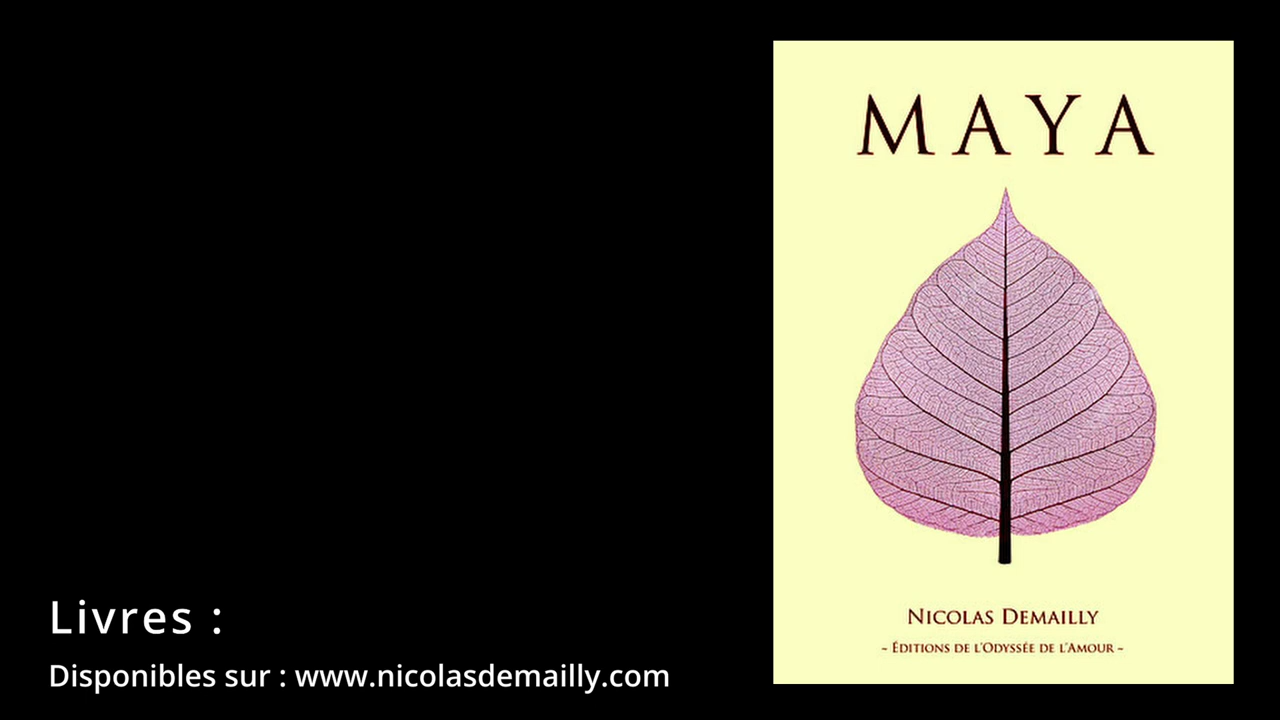 MAYA
NICOLAS DEMAILLY
~ ÉDITIONS DE L'ODYSSÉE DE L'AMOUR ~
Livres :
Disponibles sur : www.nicolasdemailly.com